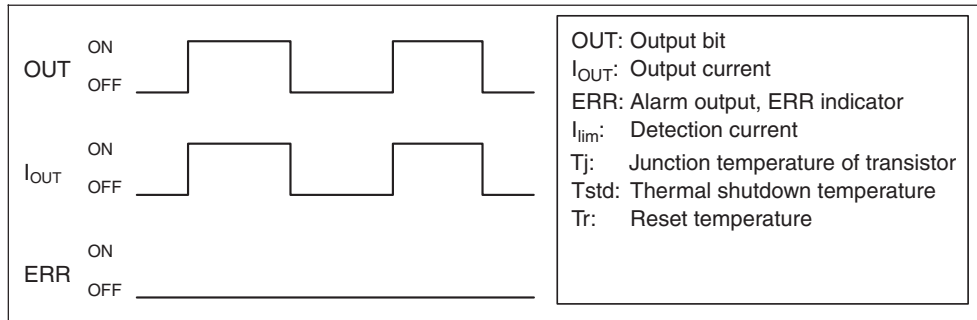 OUT
ON
OFF
I_OUT
ON
OFF
ERR
ON
OFF
OUT: Output bit
I_OUT: Output current
ERR: Alarm output, ERR indicator
I_lim: Detection current
Tj: Junction temperature of transistor
Tstd: Thermal shutdown temperature
Tr: Reset temperature